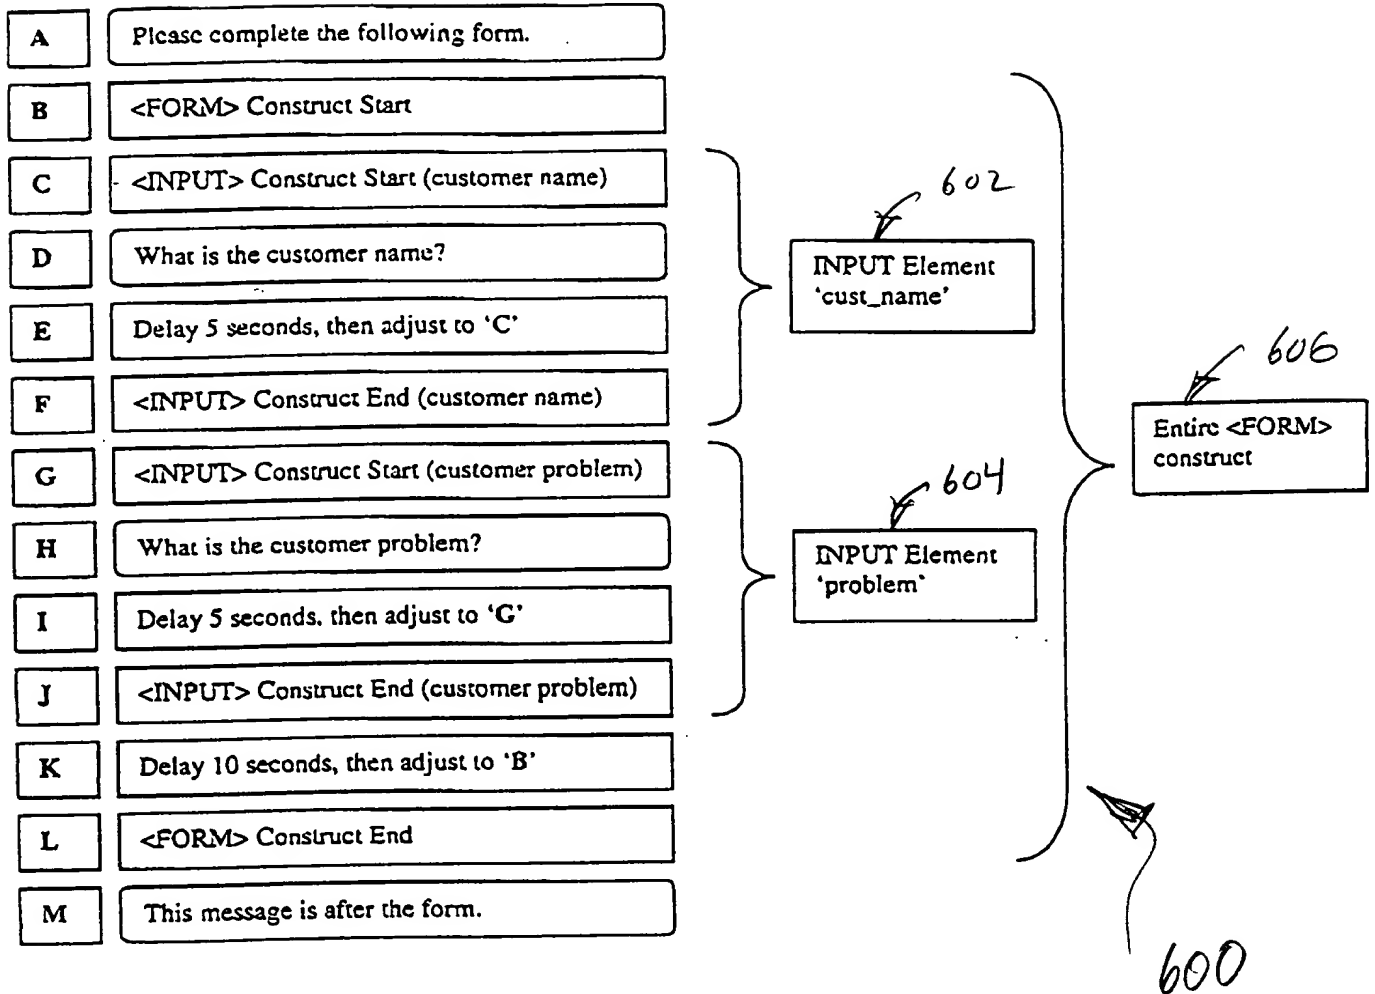 A Please complete the following form.
B <FORM> Construct Start
C <INPUT> Construct Start (customer name)
D What is the customer name?
E Delay 5 seconds, then adjust to 'C'
F <INPUT> Construct End (customer name)
G <INPUT> Construct Start (customer problem)
H What is the customer problem?
I Delay 5 seconds, then adjust to 'G'
J <INPUT> Construct End (customer problem)
K Delay 10 seconds, then adjust to 'B'
L <FORM> Construct End
M This message is after the form.
602
INPUT Element
'cust_name'
604
INPUT Element
'problem'
606
Entire <FORM>
construct
600